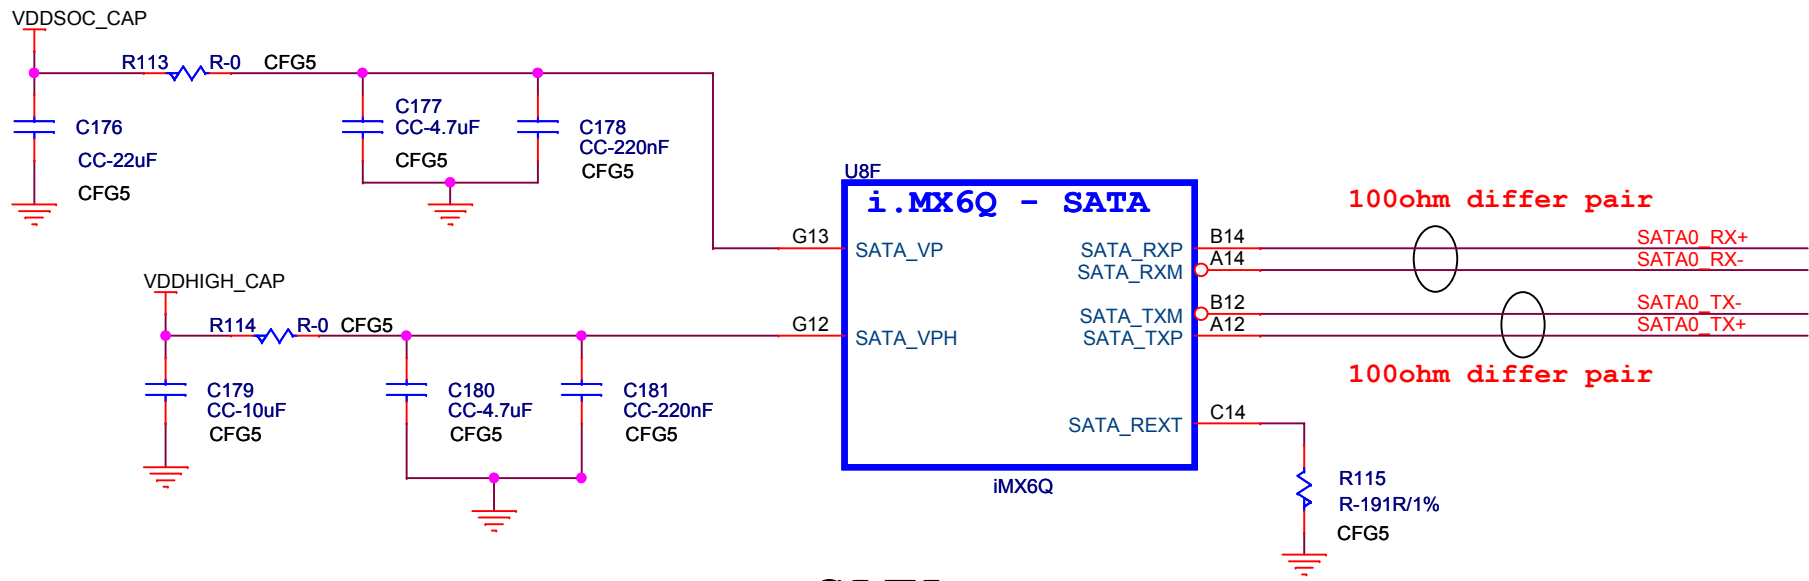 VDDSOC_CAP
R113 R-0 CFG5
C176
CC-22uF
CFG5
C177
CC-4.7uF
CFG5
C178
CC-220nF
CFG5
VDDHIGH_CAP
R114 R-0 CFG5
C179
CC-10uF
CFG5
C180
CC-4.7uF
CFG5
C181
CC-220nF
CFG5
U8F
i.MX6Q - SATA
G13 SATA_VP
G12 SATA_VPH
SATA_RXP B14
SATA_RXM A14
SATA_TXM B12
SATA_TXP A12
SATA_REXT C14
iMX6Q
100ohm differ pair
SATA0_RX+
SATA0_RX-
SATA0_TX-
SATA0_TX+
100ohm differ pair
R115
R-191R/1%
CFG5